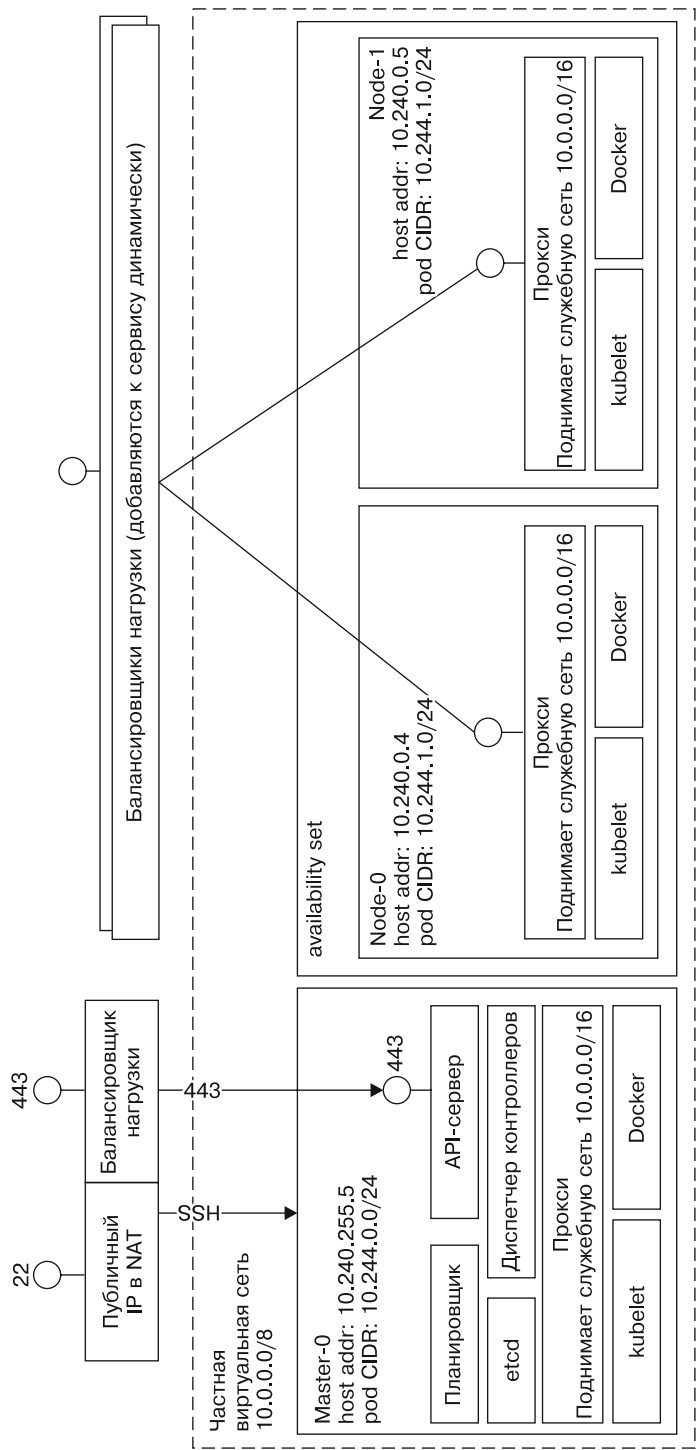 22
443
Публичный
IP в NAT
Балансировщик
нагрузки
Балансировщики нагрузки (добавляются к сервису динамически)
SSH
443
Частная
виртуальная сеть
10.0.0.0/8
Master-0
host addr: 10.240.255.5
pod CIDR: 10.244.0.0/24
443
Планировщик
API-сервер
etcd
Диспетчер контроллеров
Прокси
Поднимает служебную сеть 10.0.0.0/16
kubelet
Docker
availability set
Node-0
host addr: 10.240.0.4
pod CIDR: 10.244.1.0/24
Прокси
Поднимает служебную сеть 10.0.0.0/16
kubelet
Docker
Node-1
host addr: 10.240.0.5
pod CIDR: 10.244.1.0/24
Прокси
Поднимает служебную сеть 10.0.0.0/16
kubelet
Docker